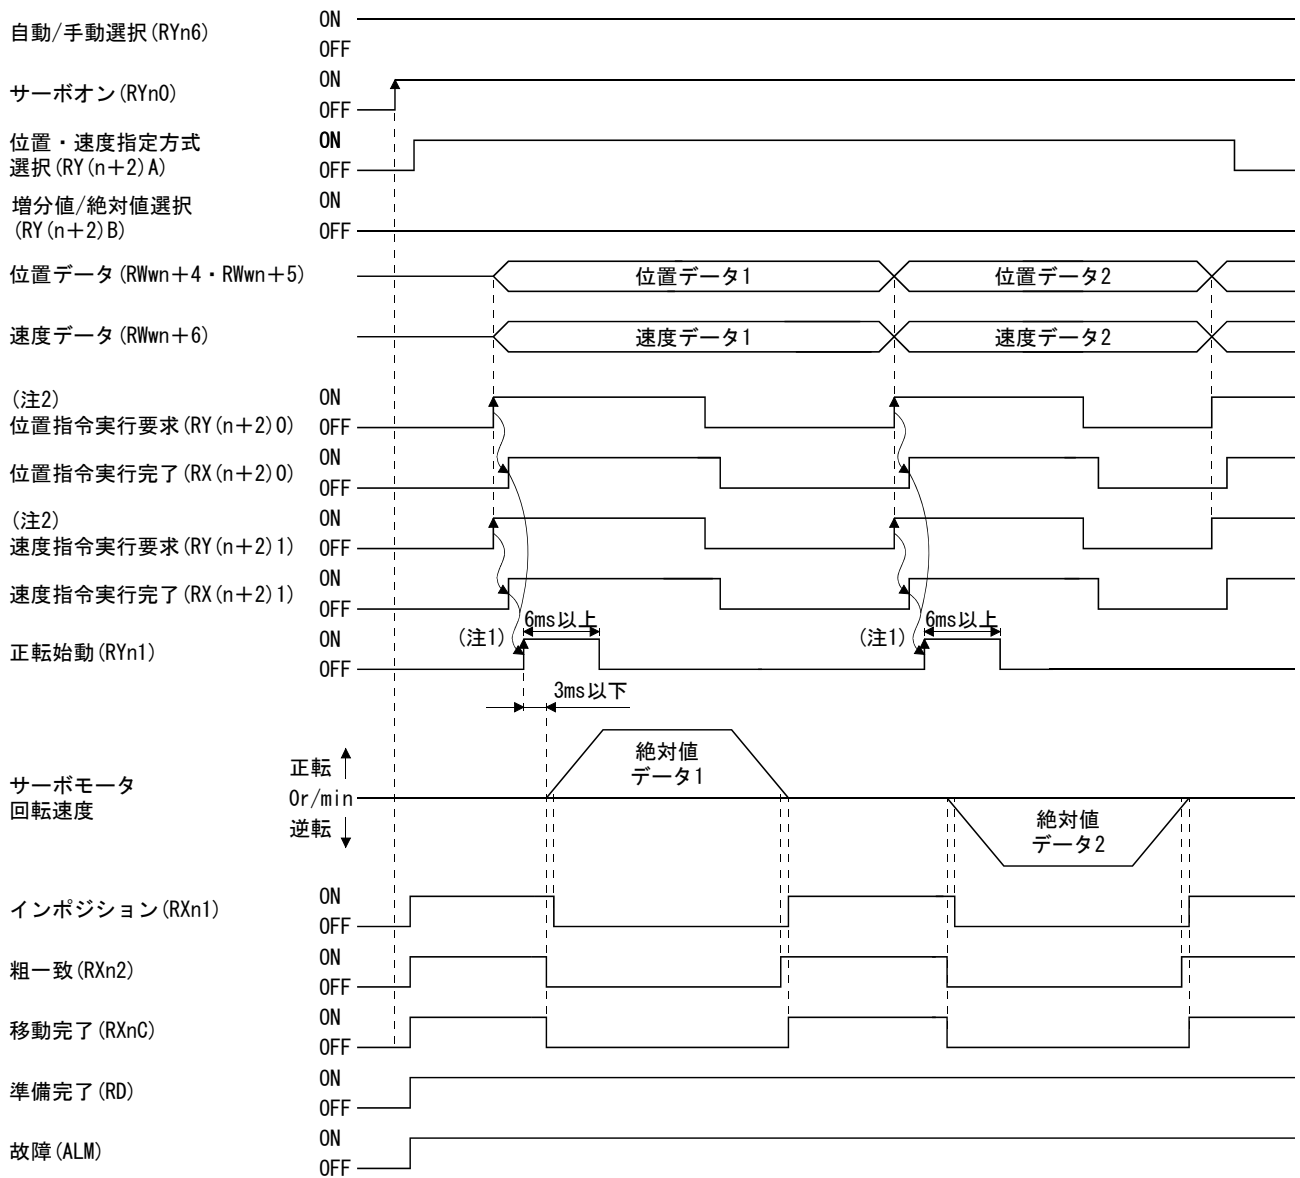 自動/手動選択(RYn6)
ON
OFF
サーボオン(RYn0)
ON
OFF
位置・速度指定方式
選択(RY(n+2)A)
ON
OFF
増分値/絶対値選択
(RY(n+2)B)
ON
OFF
位置データ(RWwn+4・RWwn+5)
位置データ1
位置データ2
速度データ(RWwn+6)
速度データ1
速度データ2
(注2)
位置指令実行要求(RY(n+2)0)
ON
OFF
位置指令実行完了(RX(n+2)0)
ON
OFF
(注2)
速度指令実行要求(RY(n+2)1)
ON
OFF
速度指令実行完了(RX(n+2)1)
ON
OFF
正転始動(RYn1)
ON
OFF
(注1)
6ms以上
(注1)
6ms以上
3ms以下
サーボモータ
回転速度
正転
0r/min
逆転
絶対値
データ1
絶対値
データ2
インポジション(RXn1)
ON
OFF
粗一致(RXn2)
ON
OFF
移動完了(RXnC)
ON
OFF
準備完了(RD)
ON
OFF
故障(ALM)
ON
OFF